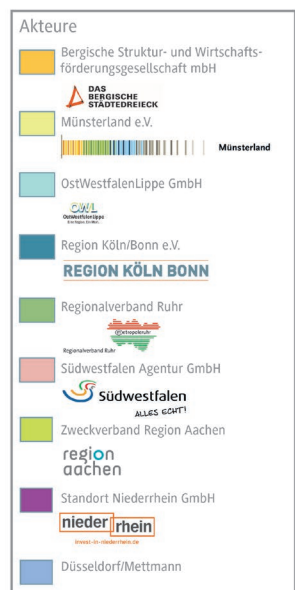 Akteure
Bergische Struktur- und Wirtschafts-
förderungsgesellschaft mbH
DAS
BERGISCHE
STÄDTEDREIECK
Münsterland e.V.
Münsterland
OstWestfalenLippe GmbH
OWL
OstWestfalenLippe
Region Köln/Bonn e.V.
REGION KÖLN BONN
Regionalverband Ruhr
metropoleruhr
Regionalverband Ruhr
Südwestfalen Agentur GmbH
Südwestfalen
ALLES ECHT!
Zweckverband Region Aachen
region
aachen
Standort Niederrhein GmbH
nieder rhein
invest-in-niederrhein.de
Düsseldorf/Mettmann